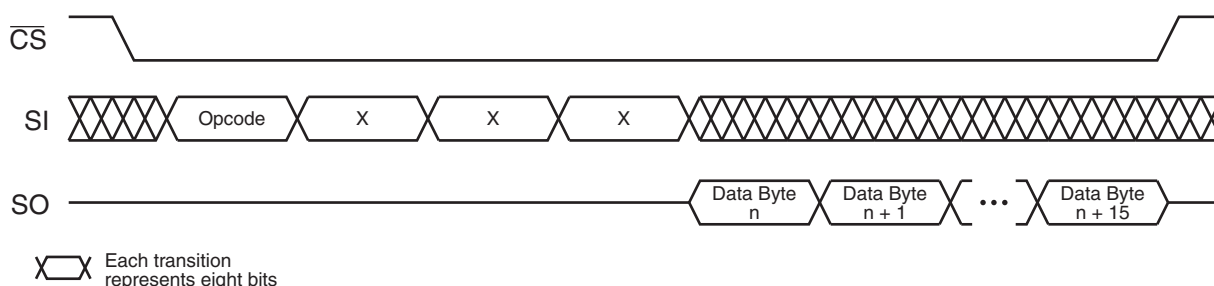 CS
SI
Opcode
X
X
X
SO
Data Byte
n
Data Byte
n + 1
•••
Data Byte
n + 15
Each transition
represents eight bits